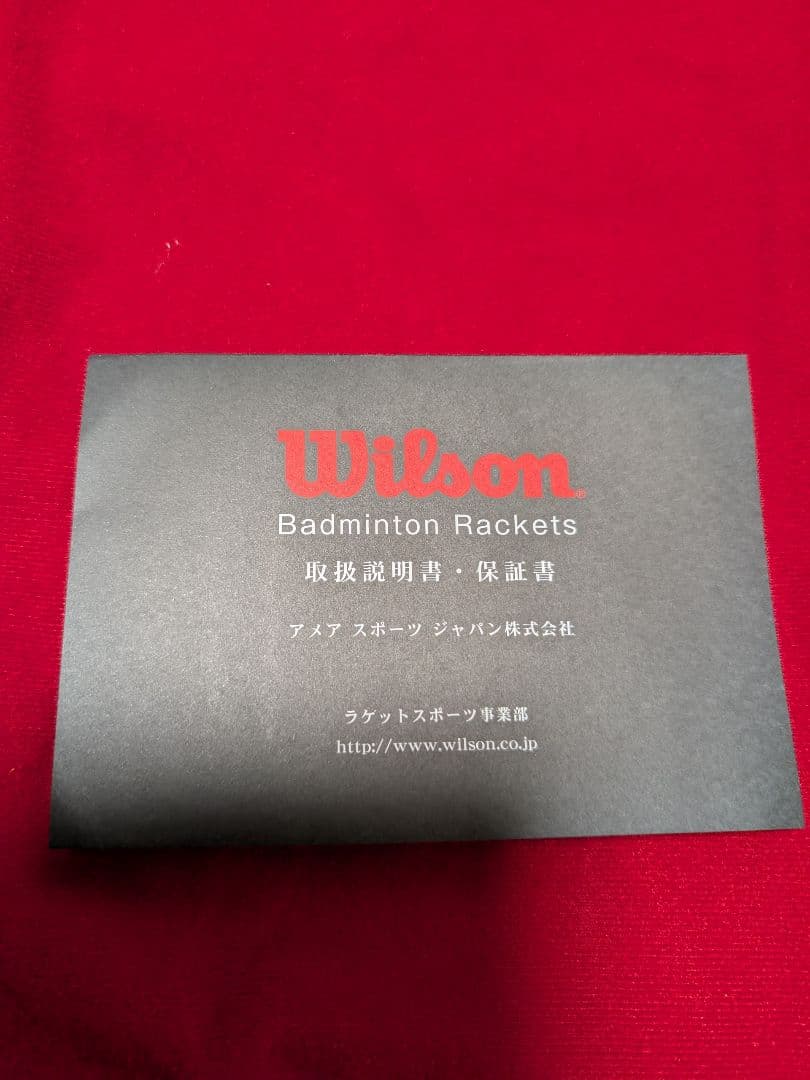 Wilson®
Badminton Rackets
取扱説明書・保証書
アメア スポーツ ジャパン株式会社
ラケットスポーツ事業部
http://www.wilson.co.jp